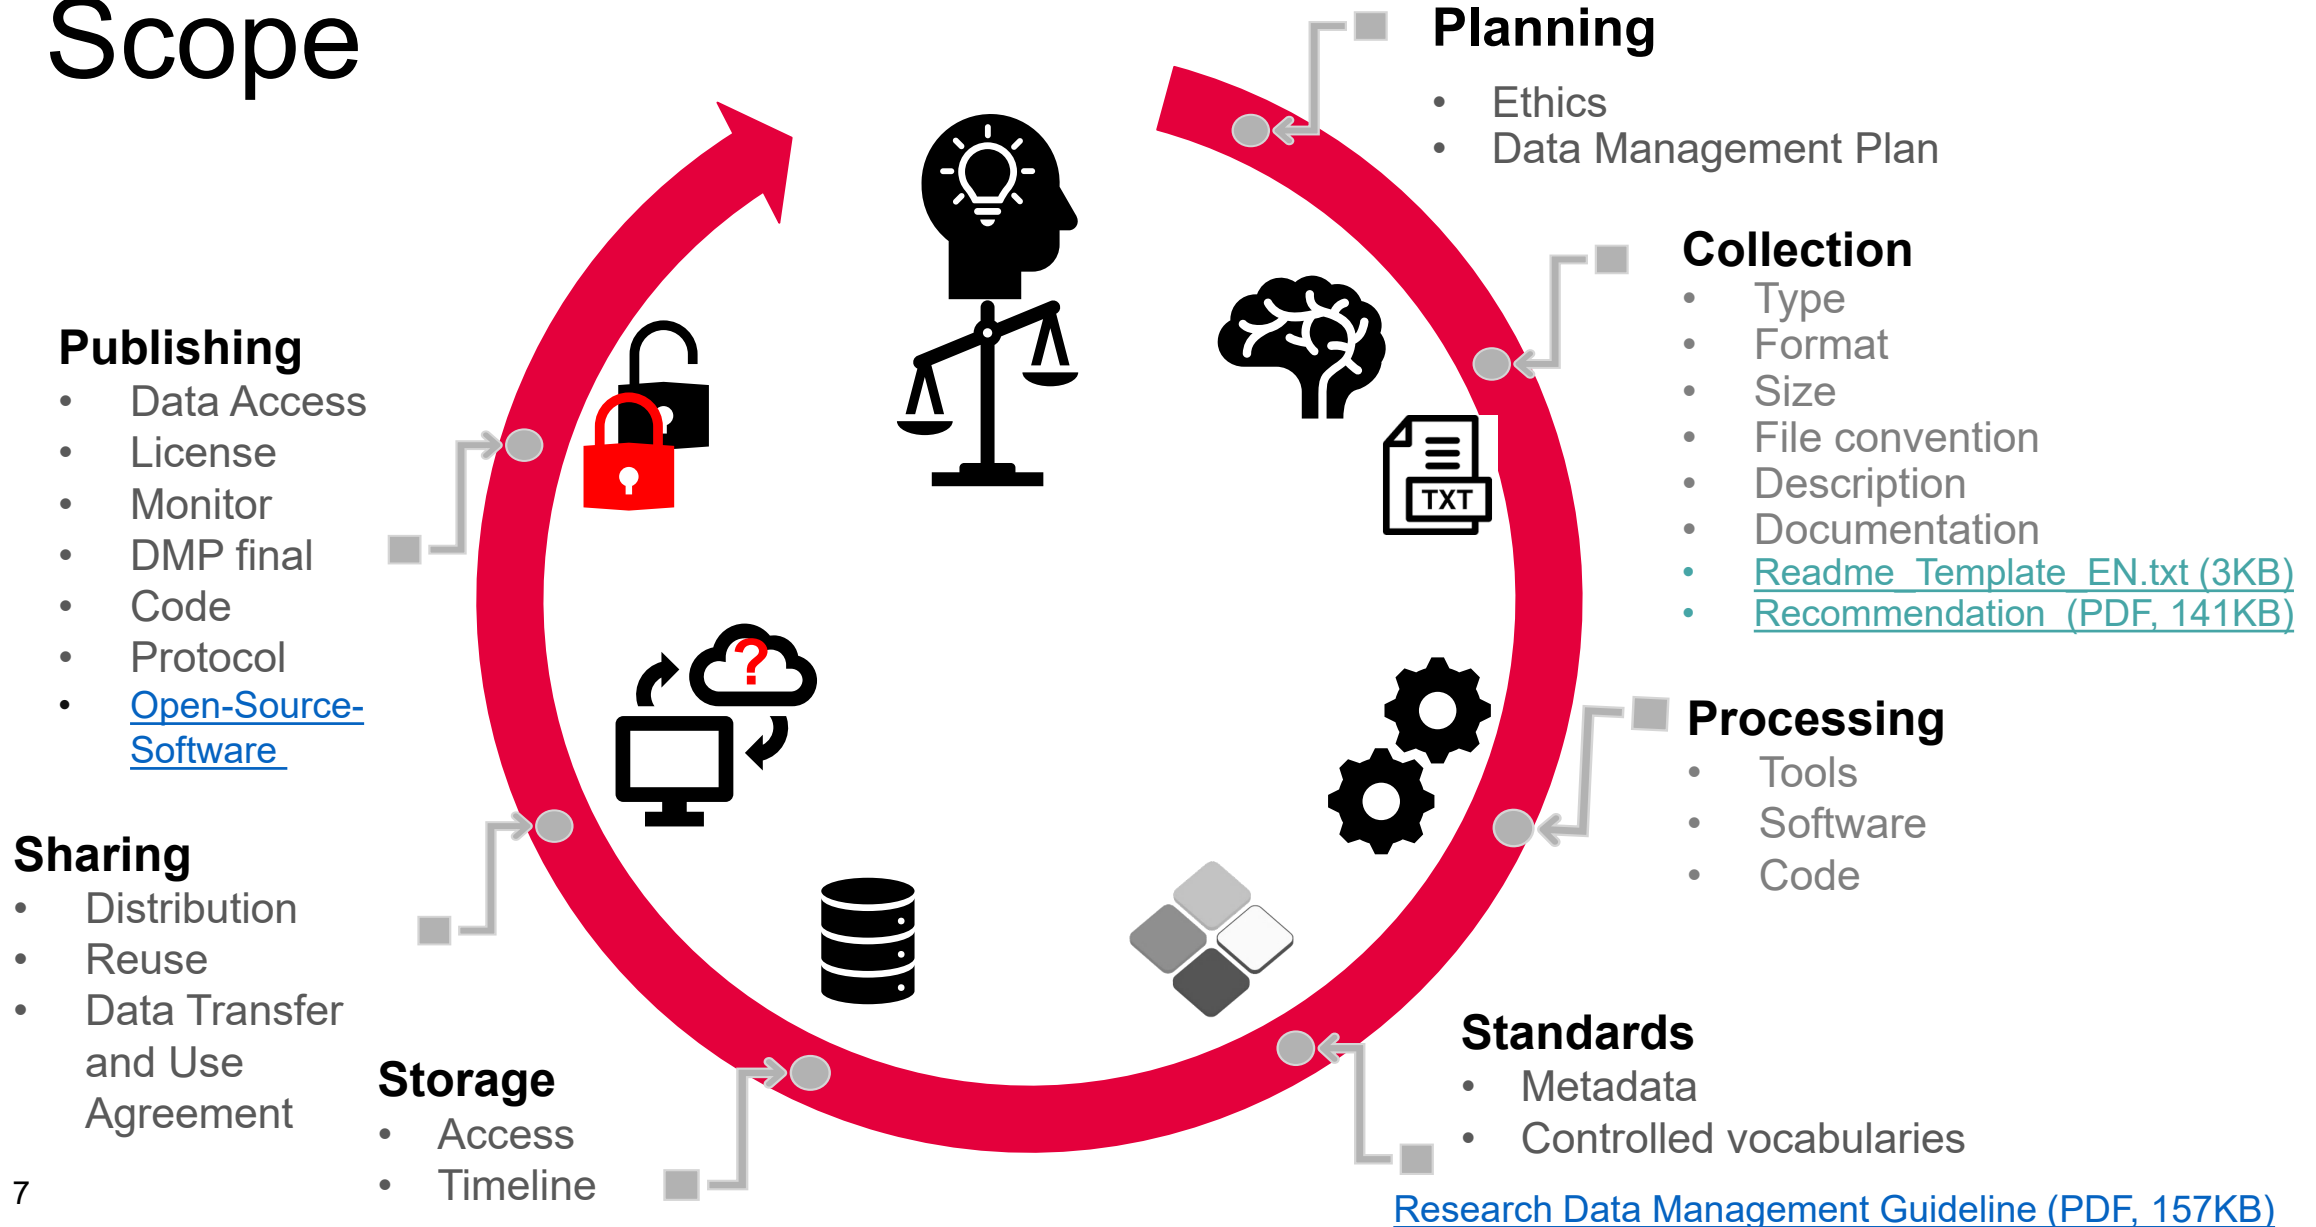 Scope
Planning
• Ethics
• Data Management Plan
Collection
• Type
• Format
• Size
• File convention
• Description
• Documentation
• Readme_Template_EN.txt (3KB)
• Recommendation (PDF, 141KB)
TXT
Processing
• Tools
• Software
• Code
Standards
• Metadata
• Controlled vocabularies
Research Data Management Guideline (PDF, 157KB)
Storage
• Access
• Timeline
Sharing
• Distribution
• Reuse
• Data Transfer
and Use
Agreement
?
Publishing
• Data Access
• License
• Monitor
• DMP final
• Code
• Protocol
• Open-Source-
Software
7